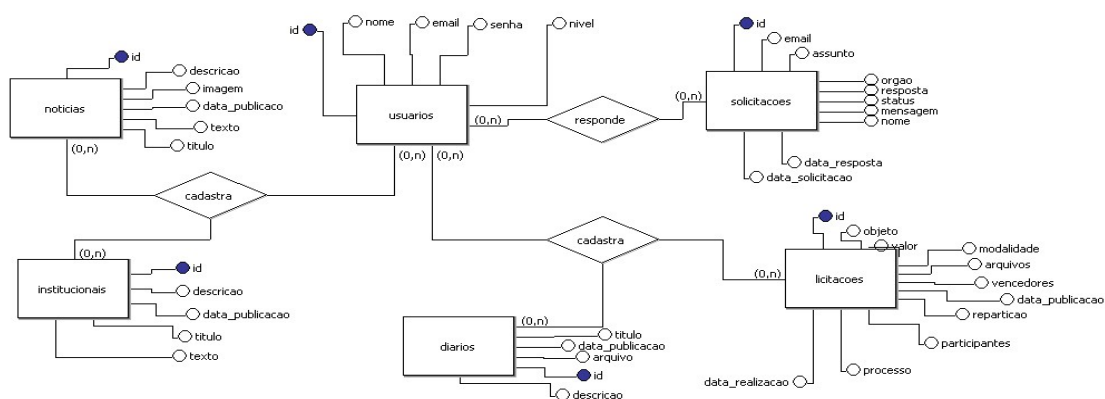 id
descricao
imagem
data_publicaco
texto
titulo
noticias
(0,n)
cadastra
(0,n)
institucionais
id
descricao
data_publicacao
titulo
texto
id
nome
email
senha
nivel
usuarios
(0,n)
(0,n)
(0,n)
responde
(0,n)
id
email
assunto
solicitacoes
orgao
resposta
status
mensagem
nome
data_resposta
data_solicitacao
cadastra
(0,n)
diarios
titulo
data_publicacao
arquivo
id
descricao
(0,n)
id
objeto
valor
licitacoes
modalidade
arquivos
vencedores
data_publicacao
reparticao
participantes
processo
data_realizacao